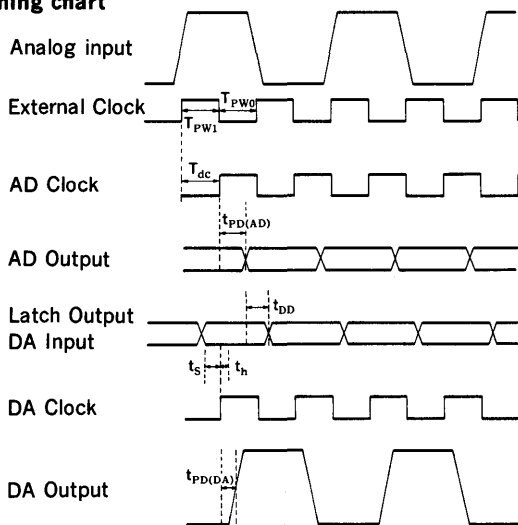 ning chart
Analog input
External Clock
TPW1
TPW0
Tdc
AD Clock
tPD(AD)
AD Output
Latch Output
tDD
DA Input
tS
th
DA Clock
tPD(DA)
DA Output